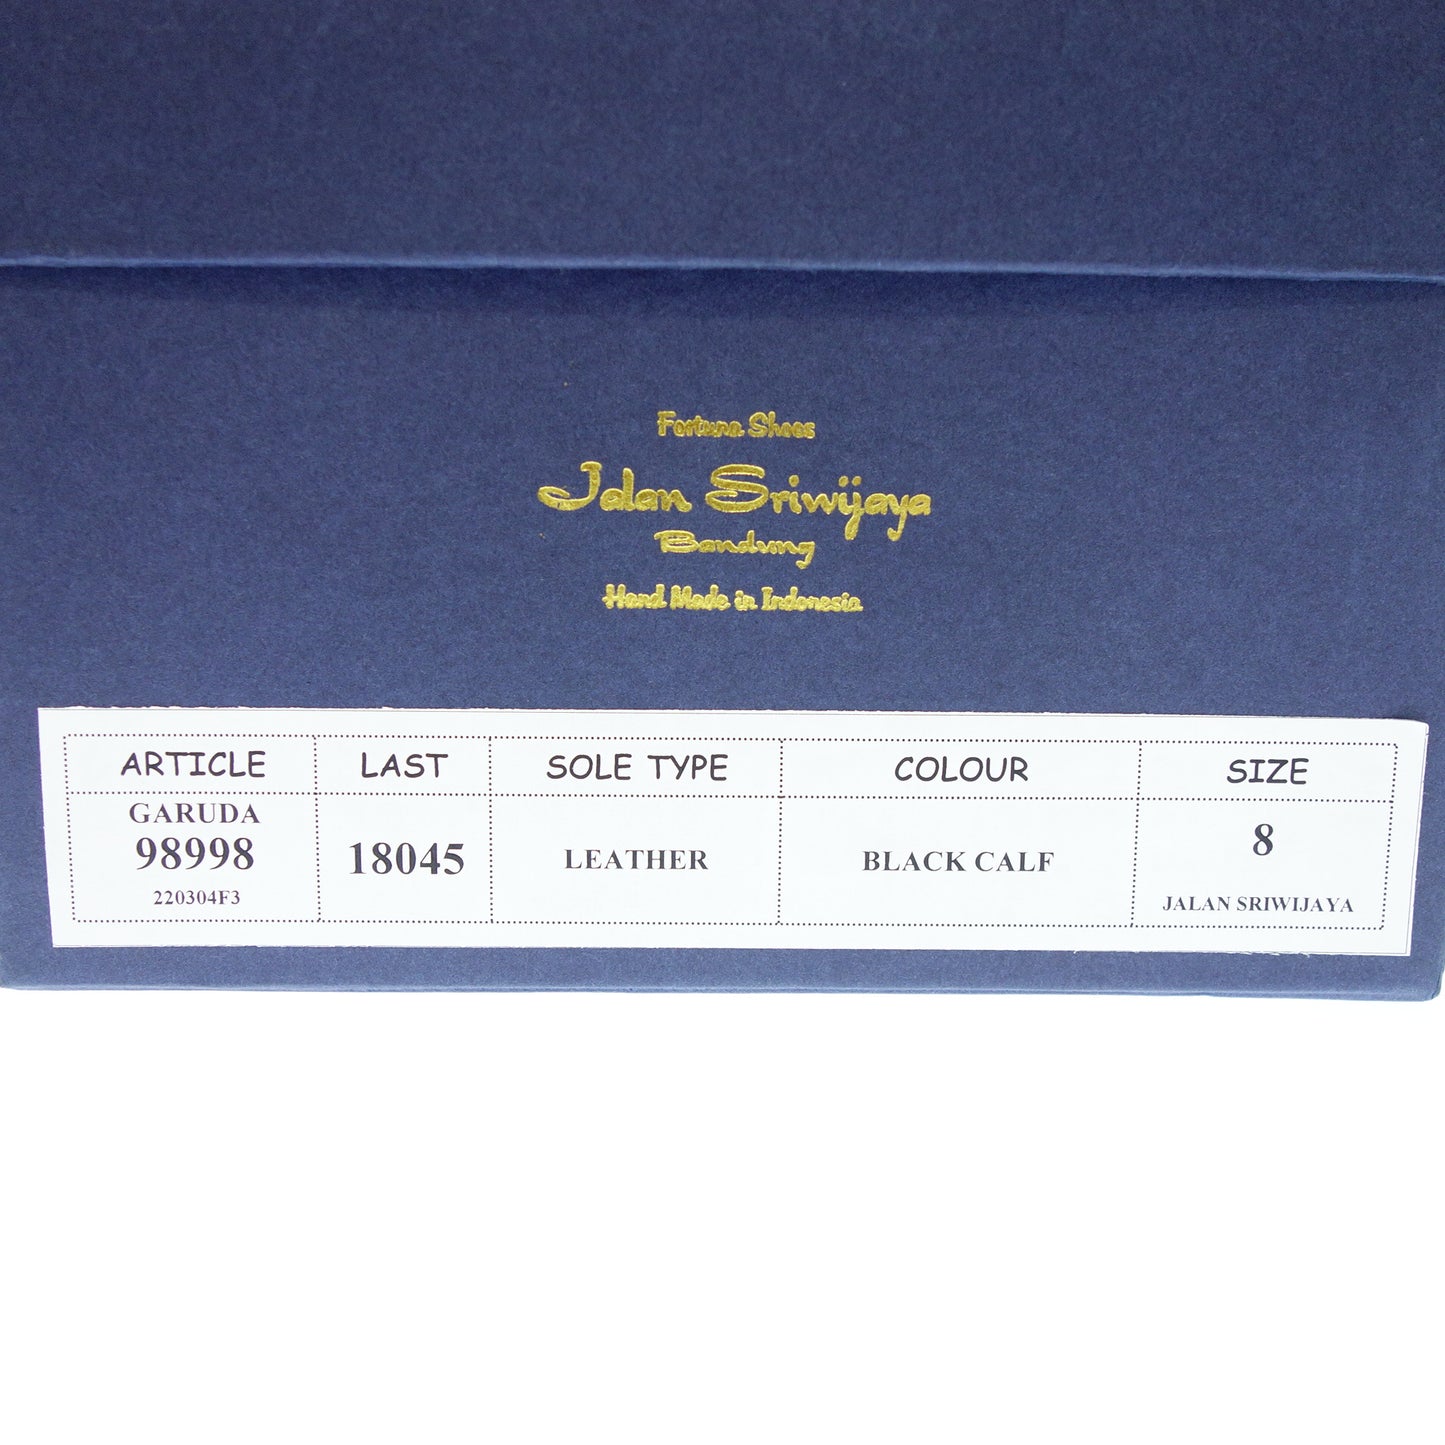 Fortuna Shoes
Jalan Sriwijaya
Bandung
Hand Made in Indonesia
ARTICLE LAST SOLE TYPE COLOUR SIZE
GARUDA
98998 18045 LEATHER BLACK CALF 8
220304F3 JALAN SRIWIJAYA